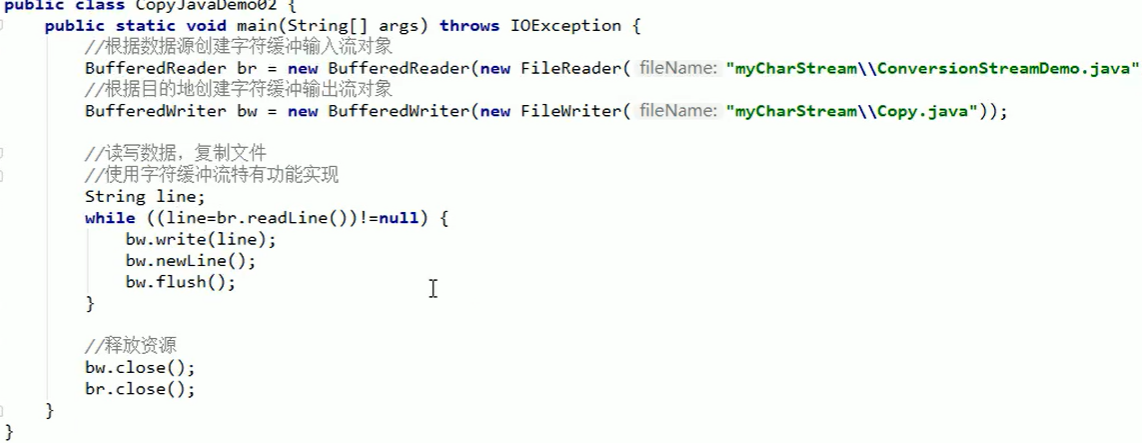 public class CopyJavaDemo02 {
    public static void main(String[] args) throws IOException {
        //根据数据源创建字符缓冲输入流对象
        BufferedReader br = new BufferedReader(new FileReader( fileName: "myCharStream\\ConversionStreamDemo.java"
        //根据目的地创建字符缓冲输出流对象
        BufferedWriter bw = new BufferedWriter(new FileWriter( fileName: "myCharStream\\Copy.java"));
        //读写数据，复制文件
        //使用字符缓冲流特有功能实现
        String line;
        while ((line=br.readLine())!=null) {
            bw.write(line);
            bw.newLine();
            bw.flush();
        }
        //释放资源
        bw.close();
        br.close();
    }
}